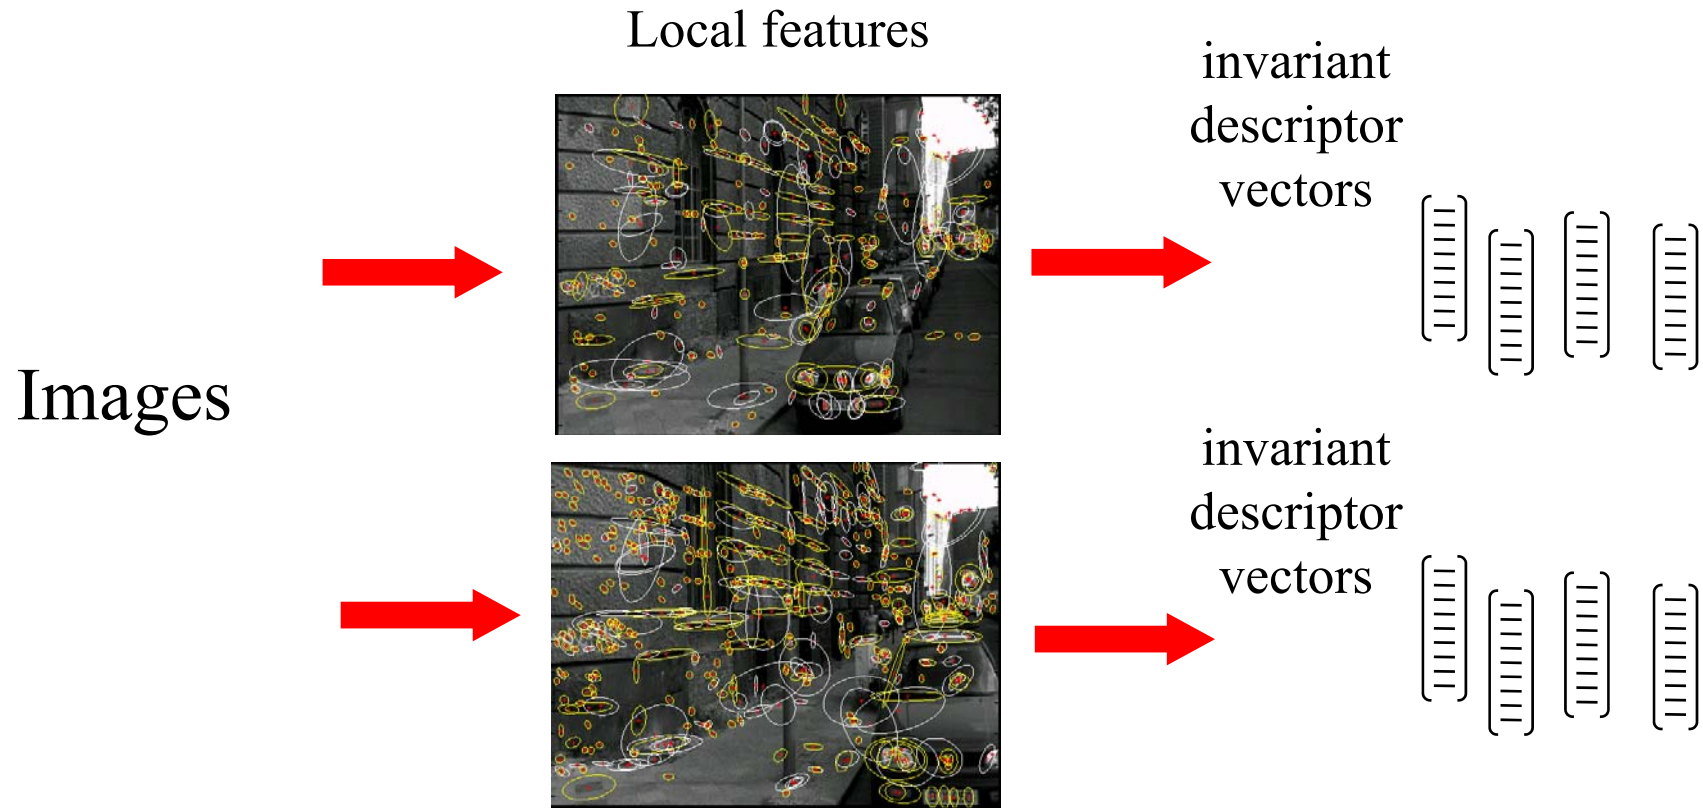 Local features
invariant
descriptor
vectors
Images
invariant
descriptor
vectors